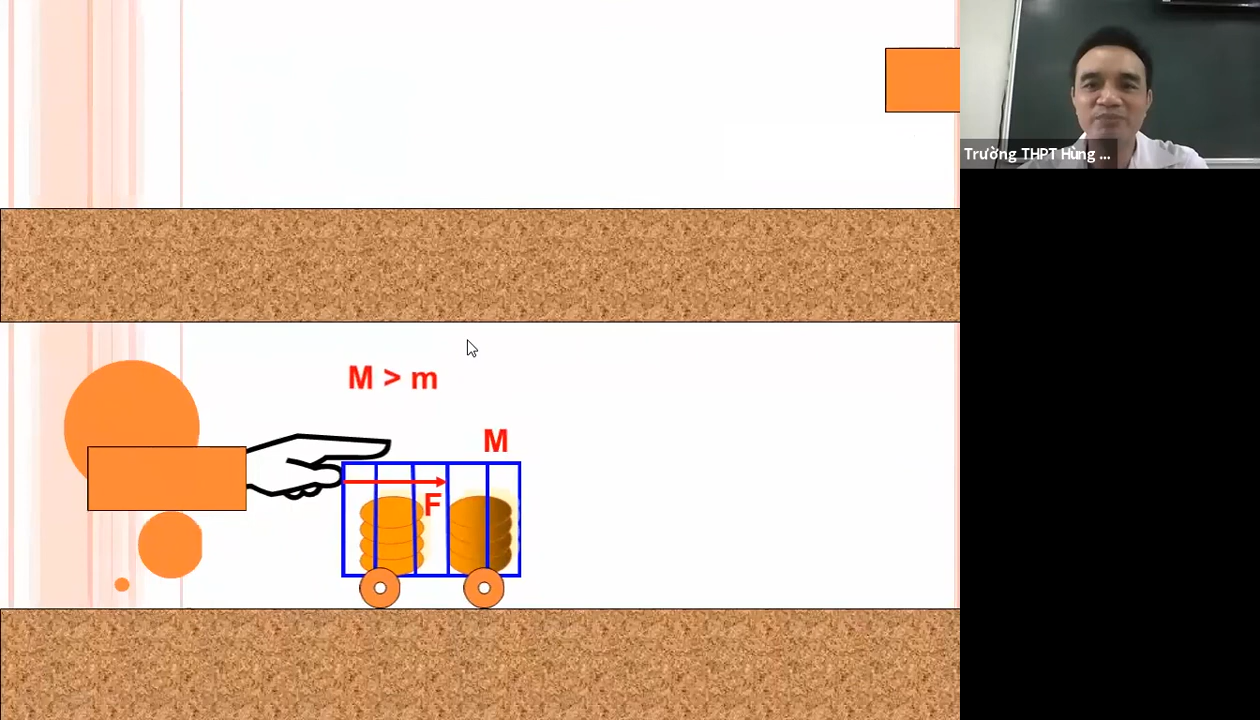 Trường THPT Hùng ...
M > m
M
F